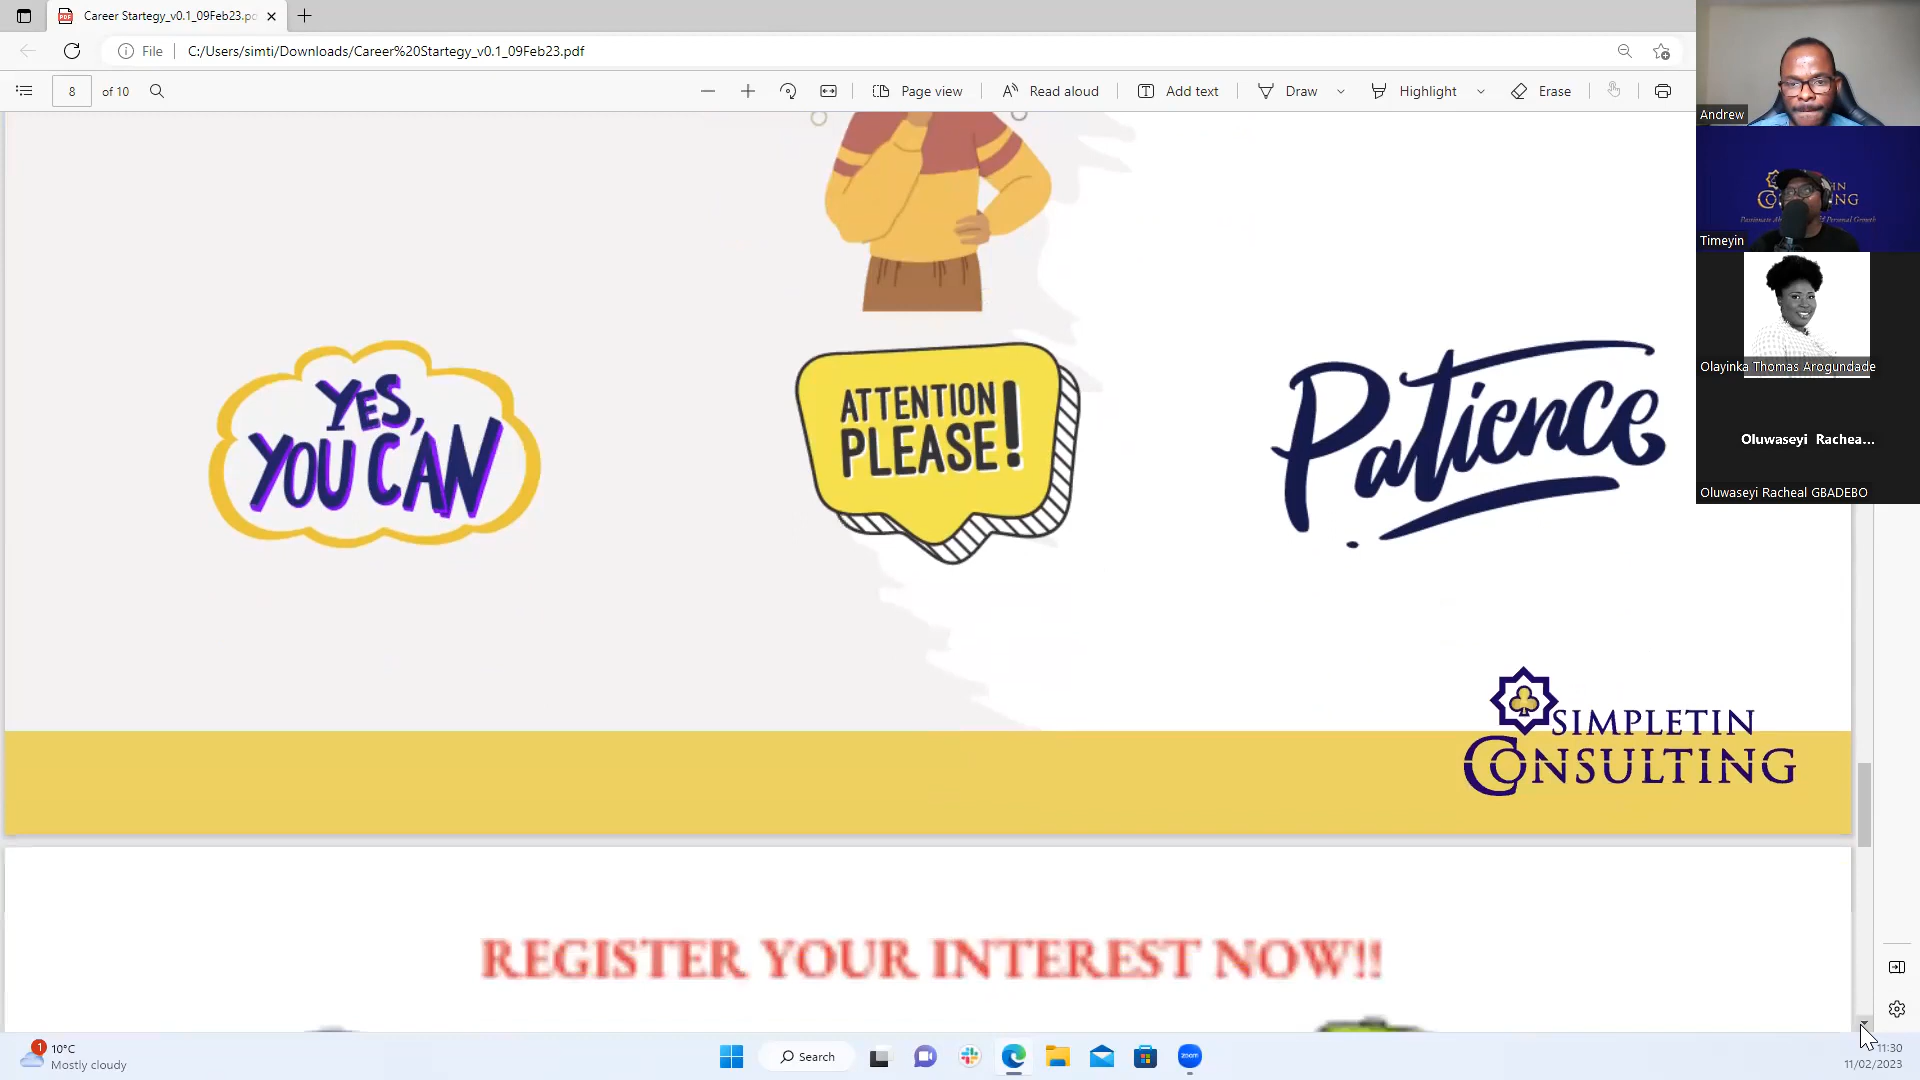 Career Startegy_v0.1_09Feb23.pd
File
C:/Users/simti/Downloads/Career%20Startegy_v0.1_09Feb23.pdf
8
of 10
Page view
Read aloud
Add text
Draw
Highlight
Erase
Andrew
Timeyin
Olayinka Thomas Arogundade
Oluwaseyi Rachea...
Oluwaseyi Racheal GBADEBO
YES,
YOU CAN
ATTENTION
PLEASE!
Patience
SIMPLETIN
CONSULTING
REGISTER YOUR INTEREST NOW!!
1
10°C
Mostly cloudy
Search
zoom
11:30
11/02/2023